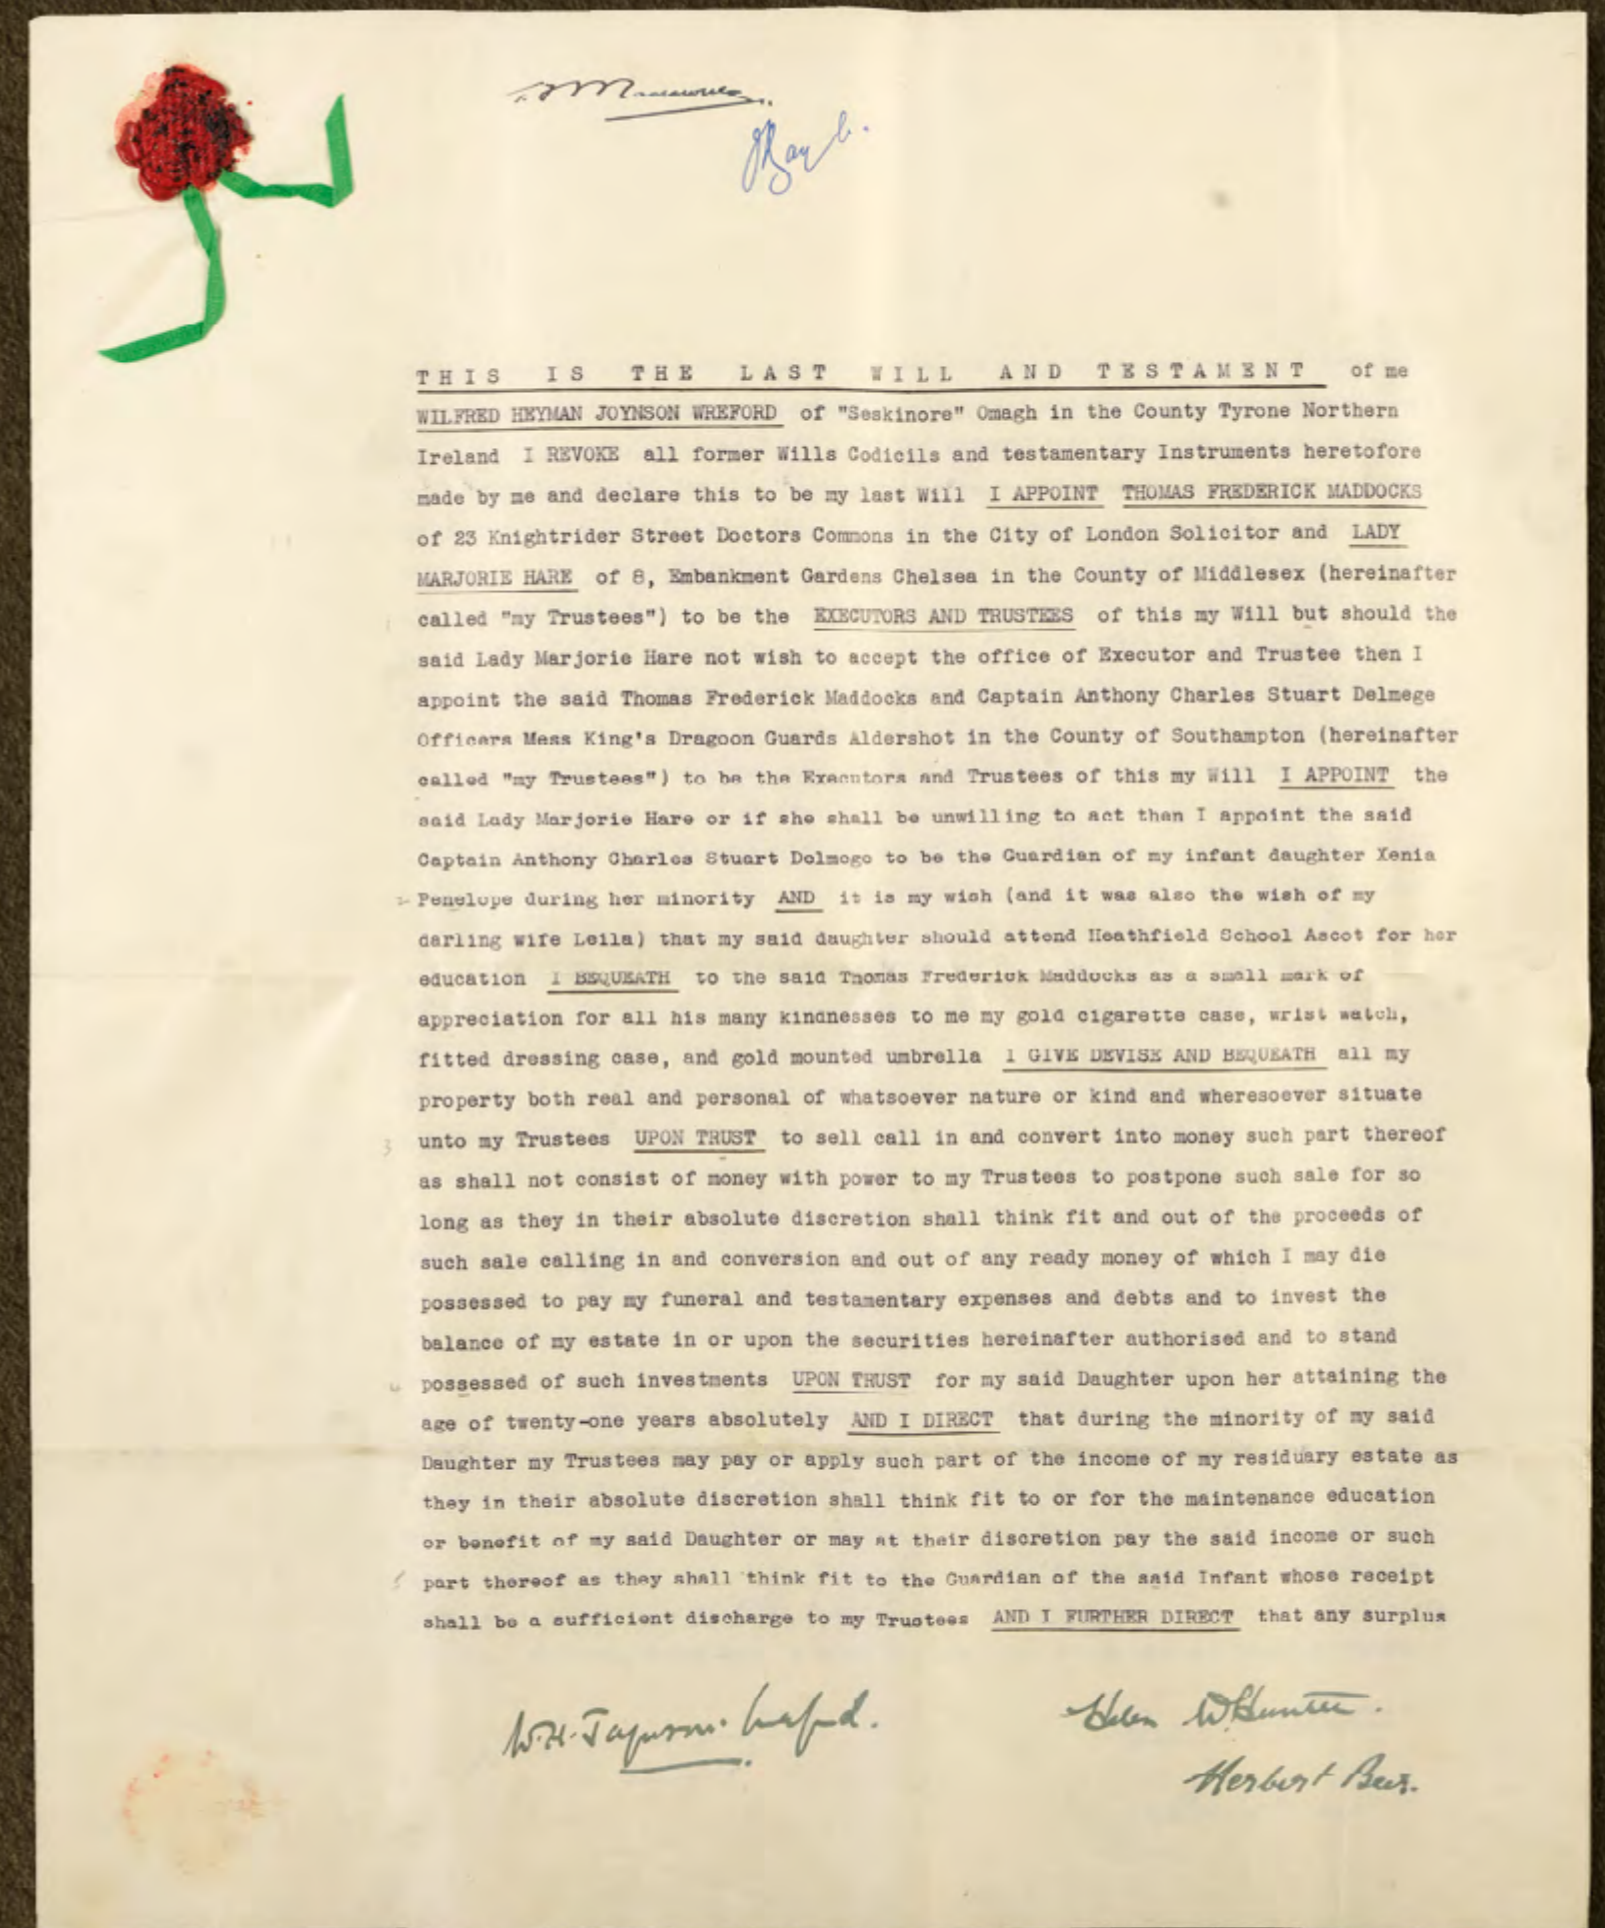 THIS IS THE LAST WILL AND TESTAMENT of me
WILFRED HEYMAN JOYNSON WREFORD of "Seskinore" Omagh in the County Tyrone Northern
Ireland I REVOKE all former Wills Codicils and testamentary Instruments heretofore
made by me and declare this to be my last Will I APPOINT THOMAS FREDERICK MADDOCKS
of 23 Knightrider Street Doctors Commons in the City of London Solicitor and LADY
MARJORIE HARE of 8, Embankment Gardens Chelsea in the County of Middlesex (hereinafter
called "my Trustees") to be the EXECUTORS AND TRUSTEES of this my Will but should the
said Lady Marjorie Hare not wish to accept the office of Executor and Trustee then I
appoint the said Thomas Frederick Maddocks and Captain Anthony Charles Stuart Delmege
Officers Mess King's Dragoon Guards Aldershot in the County of Southampton (hereinafter
called "my Trustees") to be the Executors and Trustees of this my Will I APPOINT the
said Lady Marjorie Hare or if she shall be unwilling to act then I appoint the said
Captain Anthony Charles Stuart Delmege to be the Guardian of my infant daughter Xenia
Penelope during her minority AND it is my wish (and it was also the wish of my
darling wife Leila) that my said daughter should attend Heathfield School Ascot for her
education I BEQUEATH to the said Thomas Frederick Maddocks as a small mark of
appreciation for all his many kindnesses to me my gold cigarette case, wrist watch,
fitted dressing case, and gold mounted umbrella I GIVE DEVISE AND BEQUEATH all my
property both real and personal of whatsoever nature or kind and wheresoever situate
3 unto my Trustees UPON TRUST to sell call in and convert into money such part thereof
as shall not consist of money with power to my Trustees to postpone such sale for so
long as they in their absolute discretion shall think fit and out of the proceeds of
such sale calling in and conversion and out of any ready money of which I may die
possessed to pay my funeral and testamentary expenses and debts and to invest the
balance of my estate in or upon the securities hereinafter authorised and to stand
possessed of such investments UPON TRUST for my said Daughter upon her attaining the
age of twenty-one years absolutely AND I DIRECT that during the minority of my said
Daughter my Trustees may pay or apply such part of the income of my residuary estate as
they in their absolute discretion shall think fit to or for the maintenance education
or benefit of my said Daughter or may at their discretion pay the said income or such
part thereof as they shall think fit to the Guardian of the said Infant whose receipt
shall be a sufficient discharge to my Trustees AND I FURTHER DIRECT that any surplus
W.H. Joynson Wreford.
Helen W Hunter.
Herbert